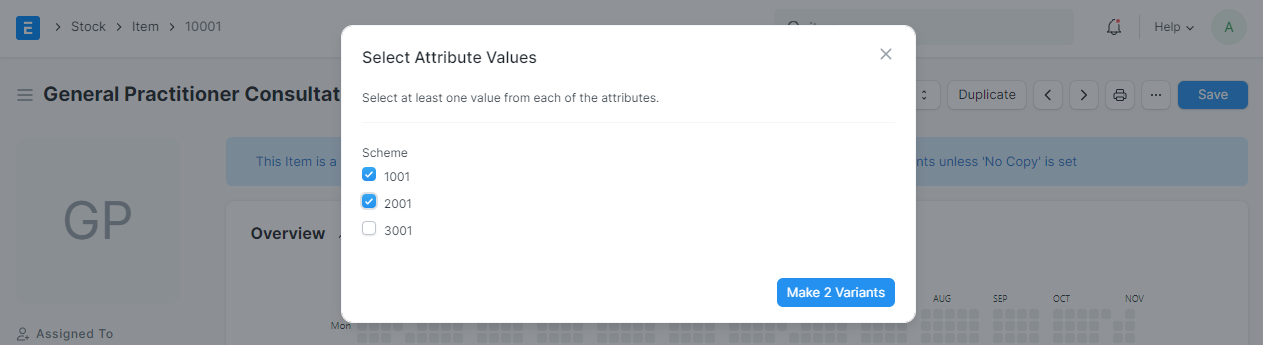 E
Stock
Item
10001
Help
A
General Practitioner Consultat
Duplicate
Save
Select Attribute Values
Select at least one value from each of the attributes.
This Item is a
nts unless 'No Copy' is set
Scheme
1001
2001
3001
GP
Overview
Make 2 Variants
AUG
SEP
OCT
NOV
Mon
Assigned To